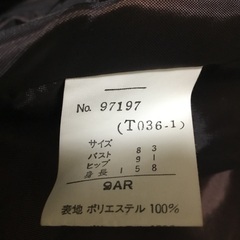 No. 97197
(T036-1)
サイズ
バスト 83
ヒップ 91
身長 158
9AR
表地 ポリエステル 100%